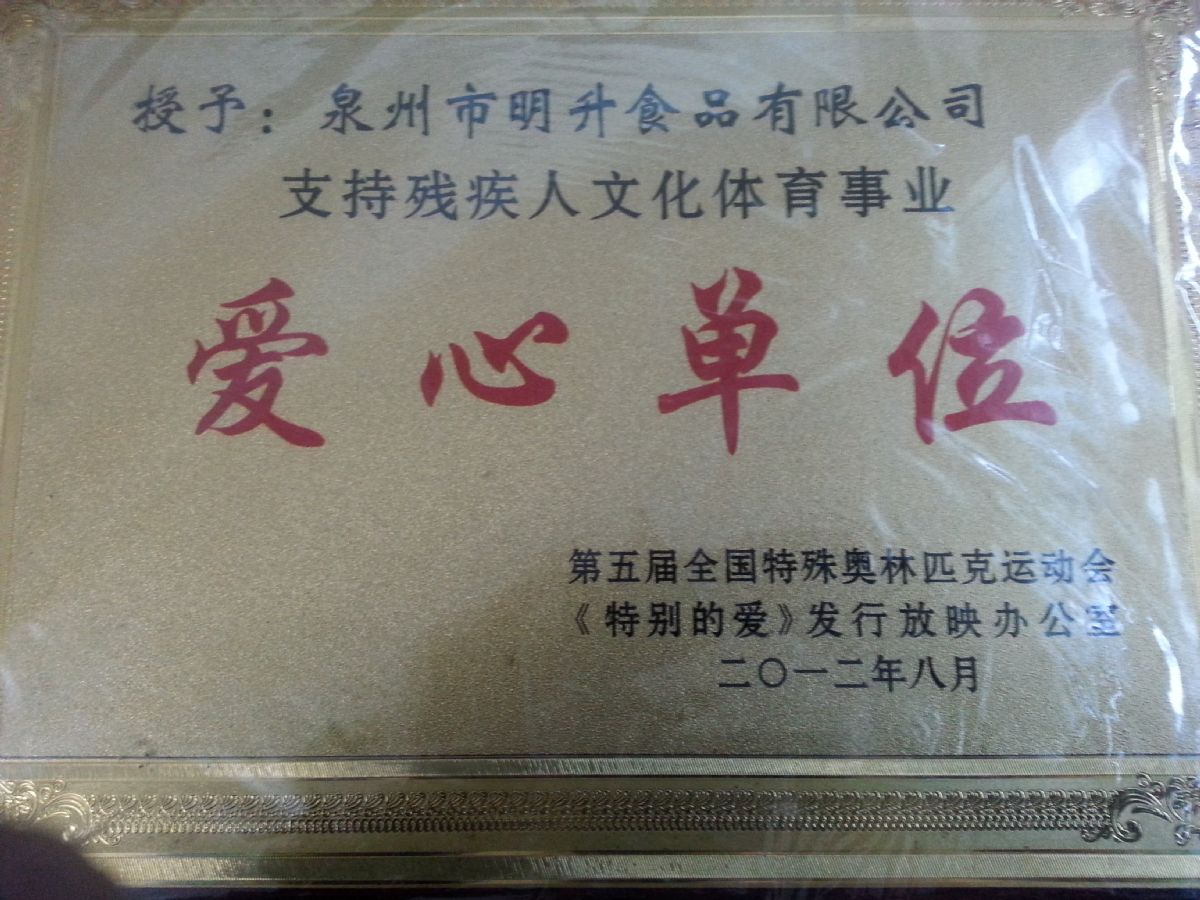 授予：泉州市明升食品有限公司
支持残疾人文化体育事业
爱心单位
第五届全国特殊奥林匹克运动会
《特别的爱》发行放映办公室
二〇一二年八月